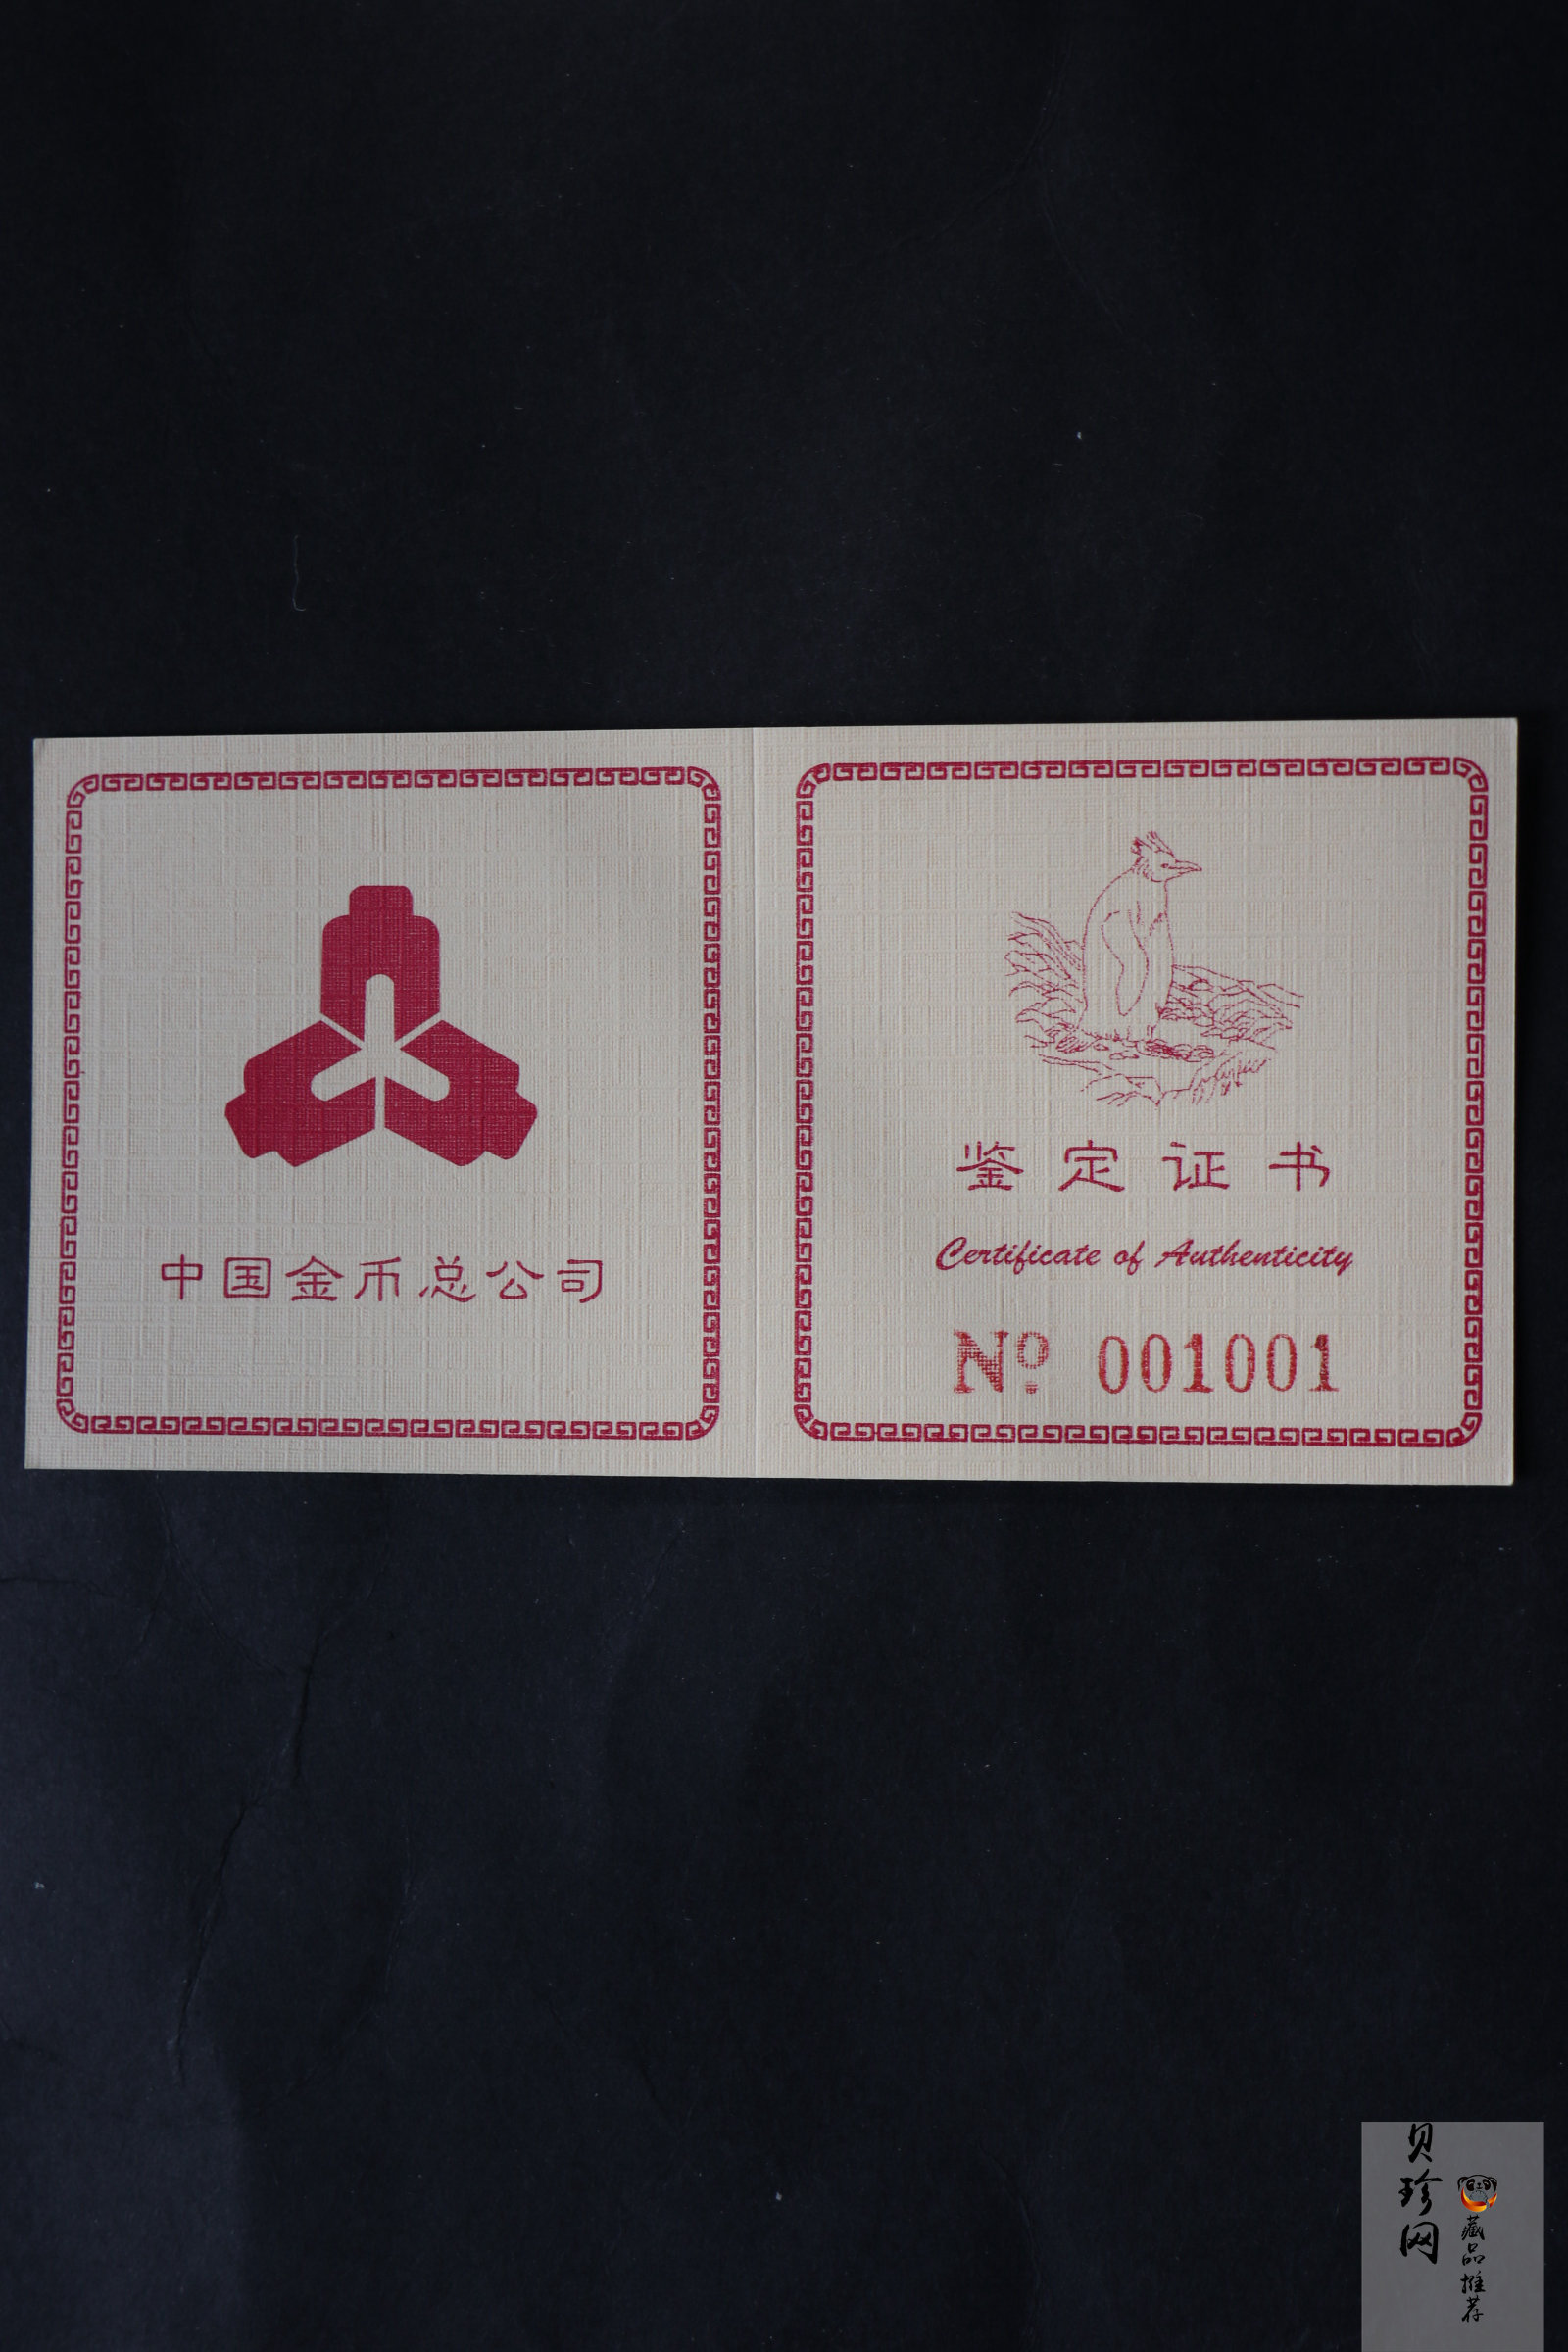 中国金币总公司
鉴定证书
Certificate of Authenticity
Nº 001001
贝珍网
藏品推荐